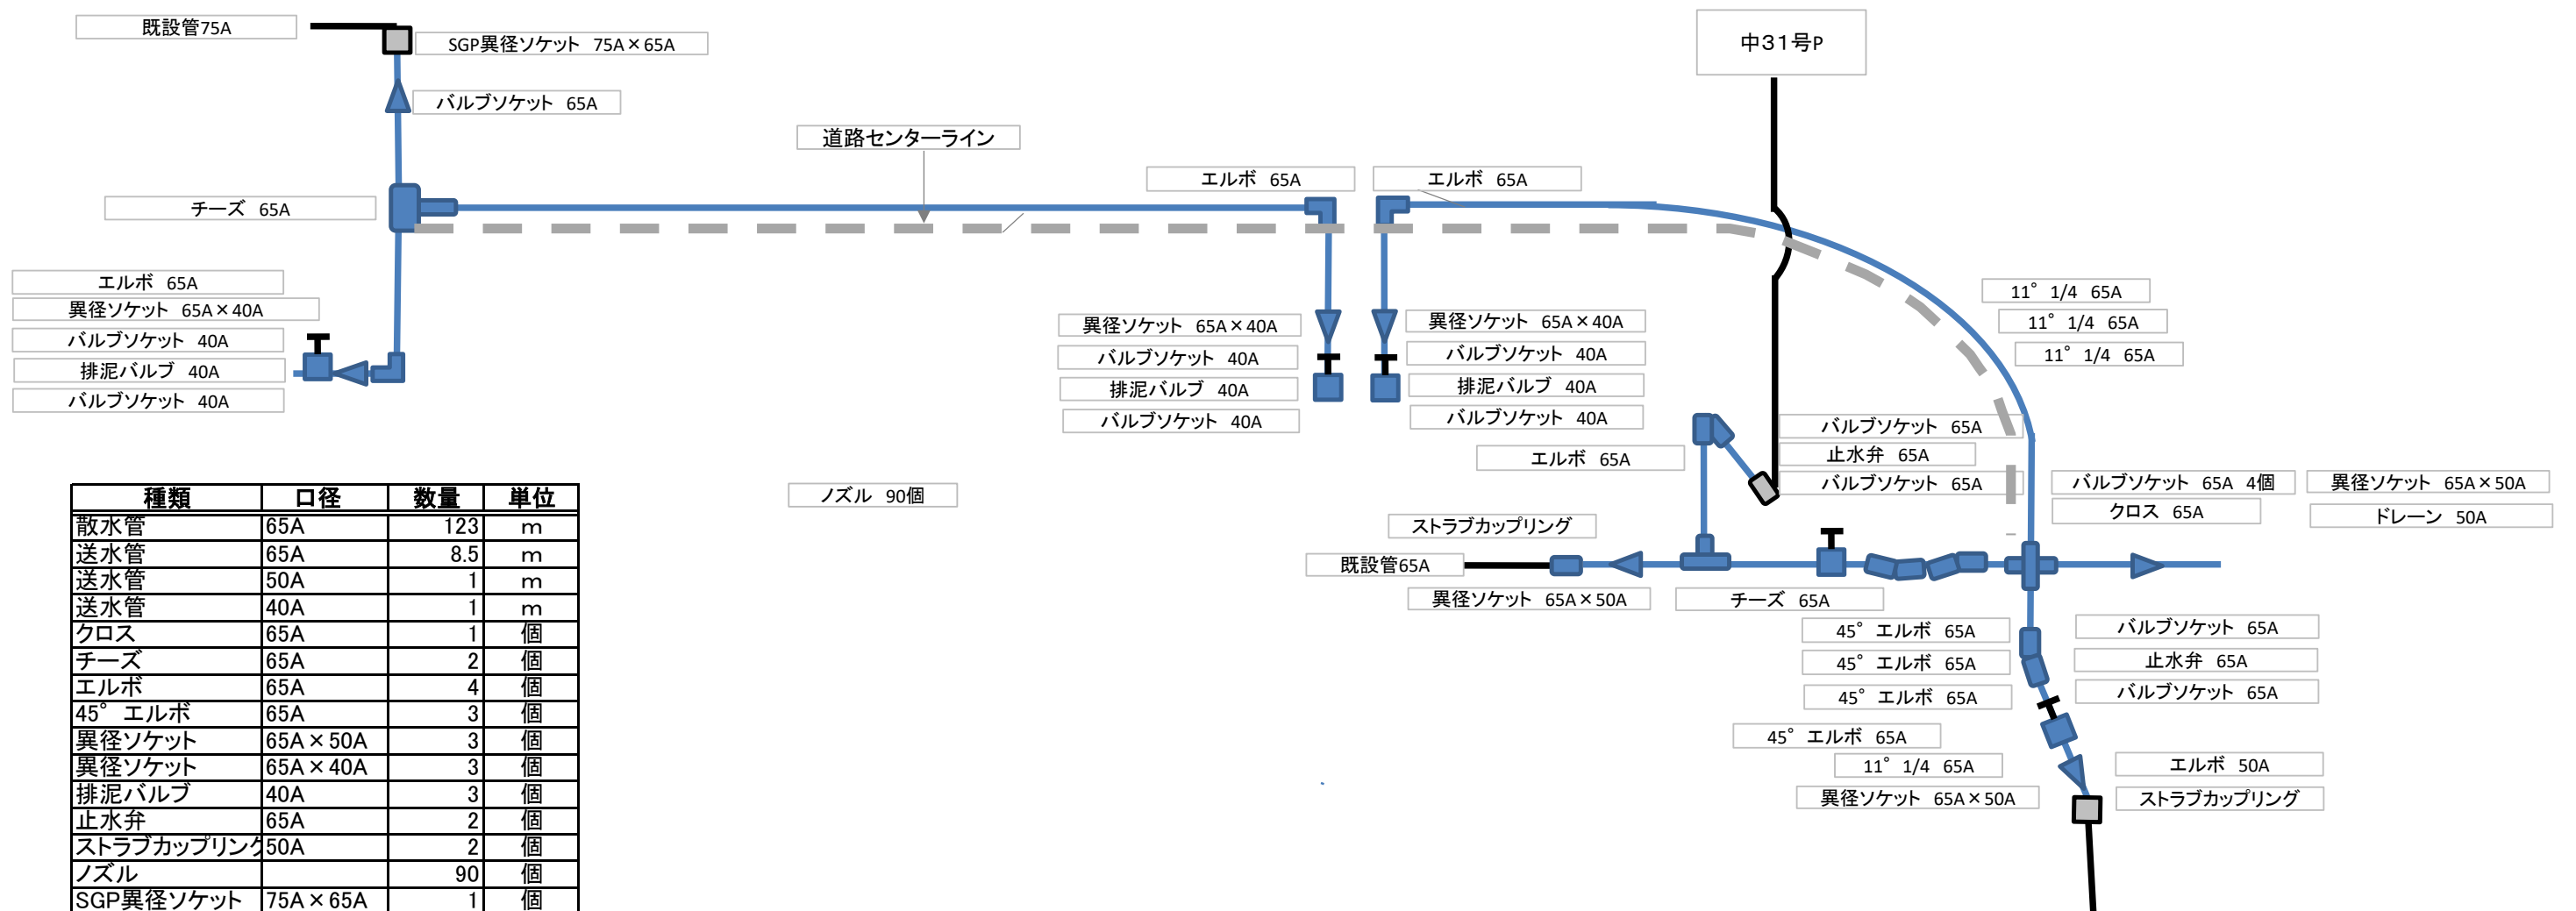 既設管75A
SGP異径ソケット 75A×65A
中31号P
バルブソケット 65A
道路センターライン
エルボ 65A
エルボ 65A
チーズ 65A
エルボ 65A
異径ソケット 65A×40A
バルブソケット 40A
排泥バルブ 40A
バルブソケット 40A
異径ソケット 65A×40A
バルブソケット 40A
排泥バルブ 40A
バルブソケット 40A
異径ソケット 65A×40A
バルブソケット 40A
排泥バルブ 40A
バルブソケット 40A
11° 1/4 65A
11° 1/4 65A
11° 1/4 65A
エルボ 65A
バルブソケット 65A
止水弁 65A
バルブソケット 65A
バルブソケット 65A 4個
クロス 65A
異径ソケット 65A×50A
ドレーン 50A
ノズル 90個
ストラブカップリング
既設管65A
異径ソケット 65A×50A
チーズ 65A
45° エルボ 65A
45° エルボ 65A
45° エルボ 65A
45° エルボ 65A
11° 1/4 65A
異径ソケット 65A×50A
バルブソケット 65A
止水弁 65A
バルブソケット 65A
エルボ 50A
ストラブカップリング
種類 口径 数量 単位
散水管 65A 123 m
送水管 65A 8.5 m
送水管 50A 1 m
送水管 40A 1 m
クロス 65A 1 個
チーズ 65A 2 個
エルボ 65A 4 個
45° エルボ 65A 3 個
異径ソケット 65A×50A 3 個
異径ソケット 65A×40A 3 個
排泥バルブ 40A 3 個
止水弁 65A 2 個
ストラブカップリング 50A 2 個
ノズル 90 個
SGP異径ソケット 75A×65A 1 個